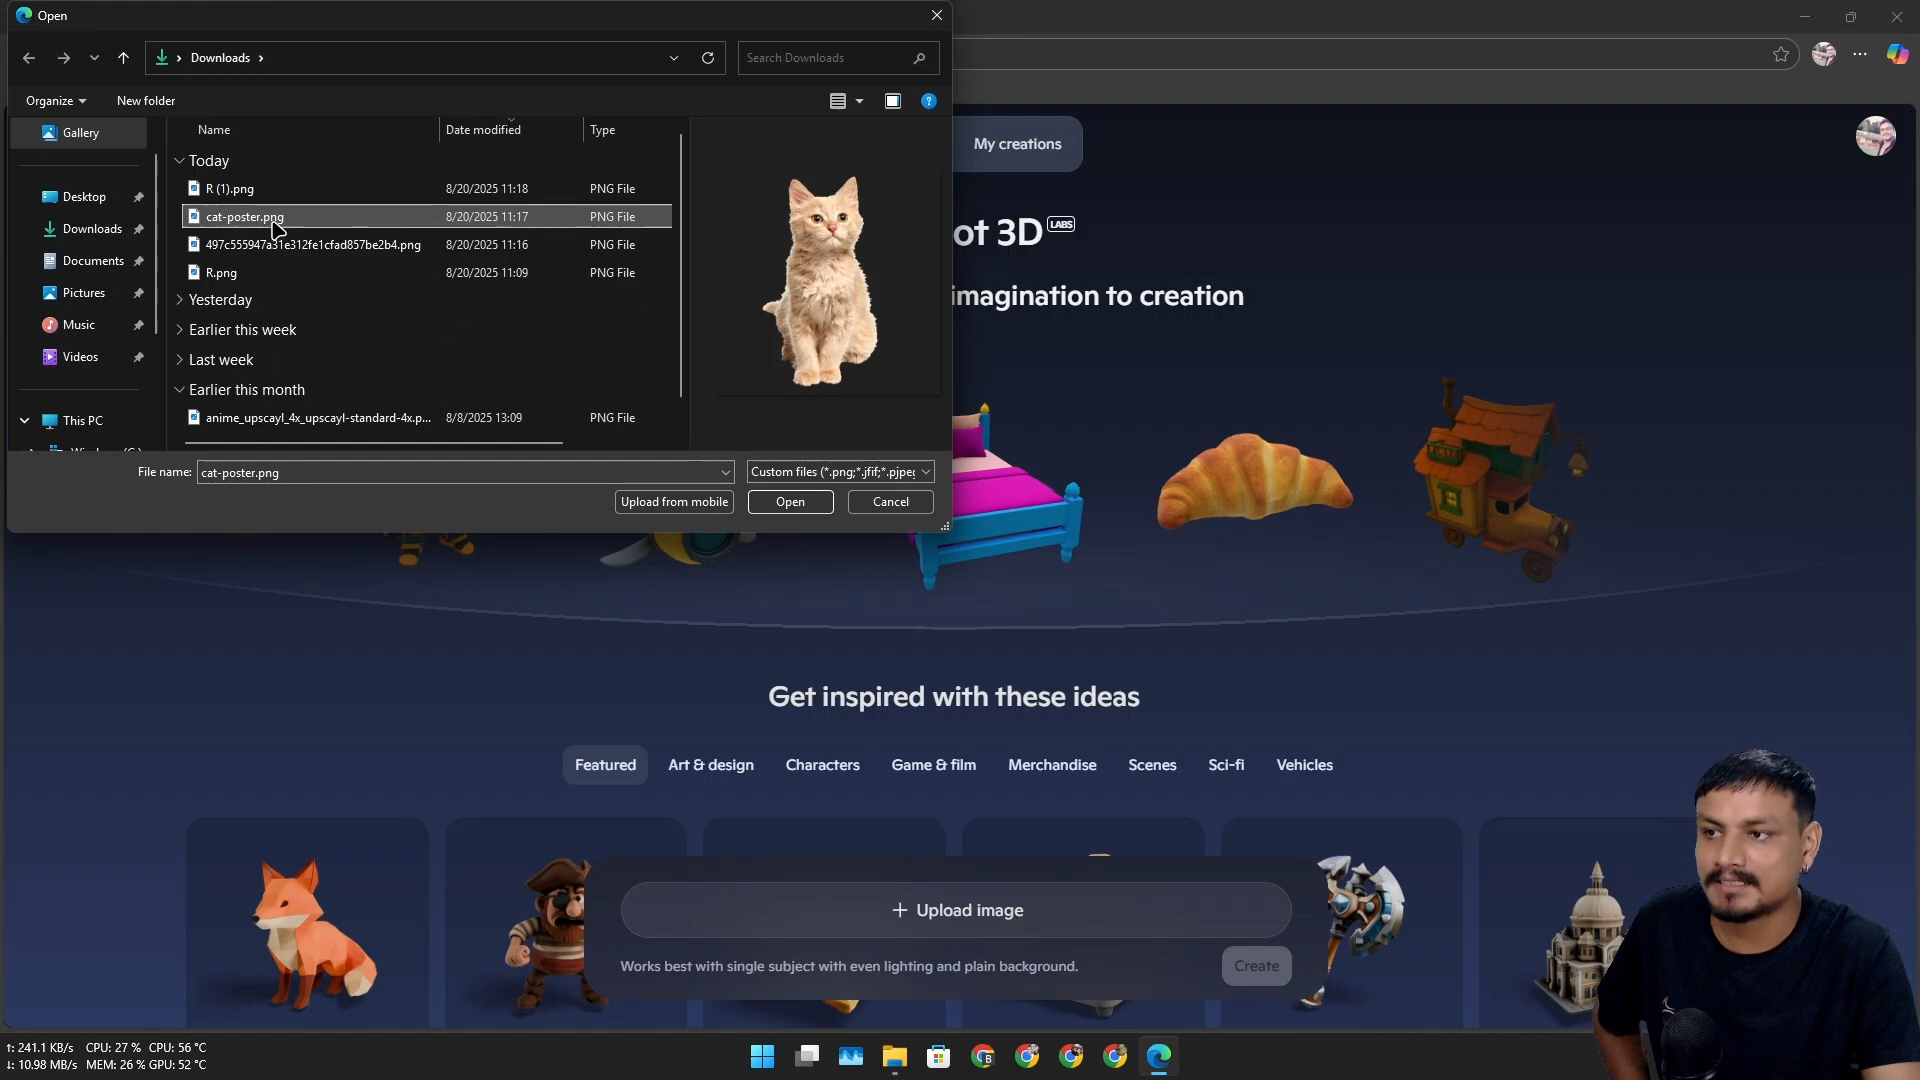 Open
Downloads
Search Downloads
Organize
New folder
Gallery
Desktop
Downloads
Documents
Pictures
Music
Videos
This PC
Name
Date modified
Type
Today
R (1).png 8/20/2025 11:18 PNG File
cat-poster.png 8/20/2025 11:17 PNG File
497c555947a31e312fe1cfad857be2b4.png 8/20/2025 11:16 PNG File
R.png 8/20/2025 11:09 PNG File
Yesterday
Earlier this week
Last week
Earlier this month
anime_upscayl_4x_upscayl-standard-4x.p... 8/8/2025 13:09 PNG File
File name: cat-poster.png
Custom files (*.png;*.jfif;*.pjpeg
Upload from mobile
Open
Cancel
My creations
ot 3D LABS
imagination to creation
Get inspired with these ideas
Featured
Art & design
Characters
Game & film
Merchandise
Scenes
Sci-fi
Vehicles
+ Upload image
Works best with single subject with even lighting and plain background.
Create
↑: 241.1 KB/s CPU: 27 % CPU: 56 °C
↓: 10.98 MB/s MEM: 26 % GPU: 52 °C